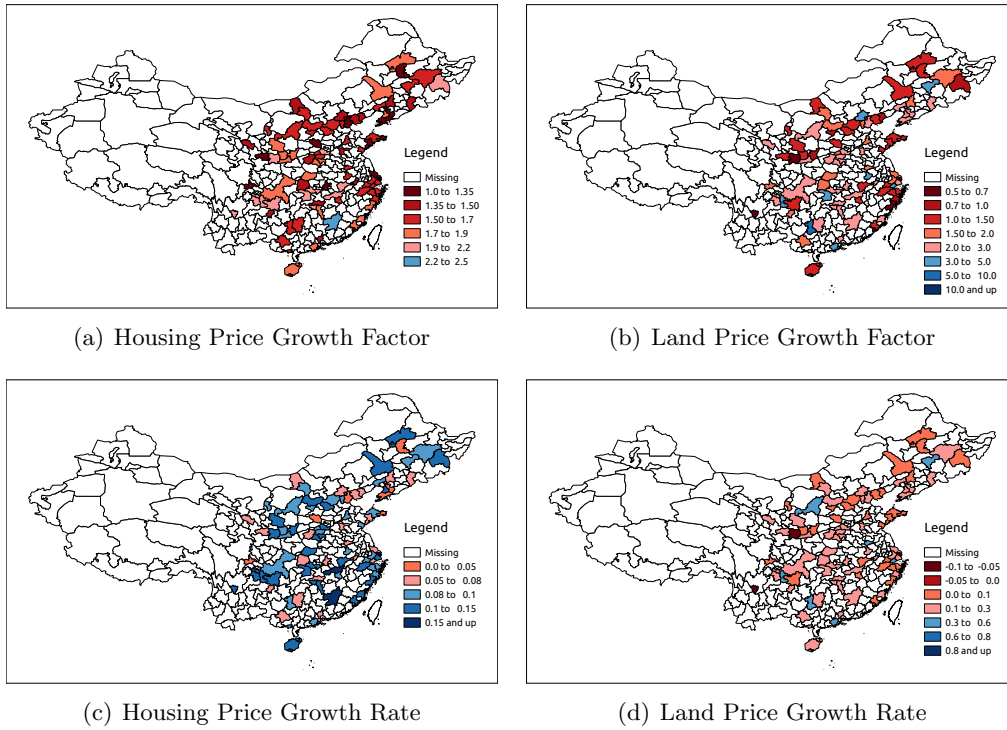 Legend
Missing
1.0 to 1.35
1.35 to 1.50
1.50 to 1.7
1.7 to 1.9
1.9 to 2.2
2.2 to 2.5
(a) Housing Price Growth Factor
Legend
Missing
0.5 to 0.7
0.7 to 1.0
1.0 to 1.50
1.50 to 2.0
2.0 to 3.0
3.0 to 5.0
5.0 to 10.0
10.0 and up
(b) Land Price Growth Factor
Legend
Missing
0.0 to 0.05
0.05 to 0.08
0.08 to 0.1
0.1 to 0.15
0.15 and up
(c) Housing Price Growth Rate
Legend
Missing
-0.1 to -0.05
-0.05 to 0.0
0.0 to 0.1
0.1 to 0.3
0.3 to 0.6
0.6 to 0.8
0.8 and up
(d) Land Price Growth Rate